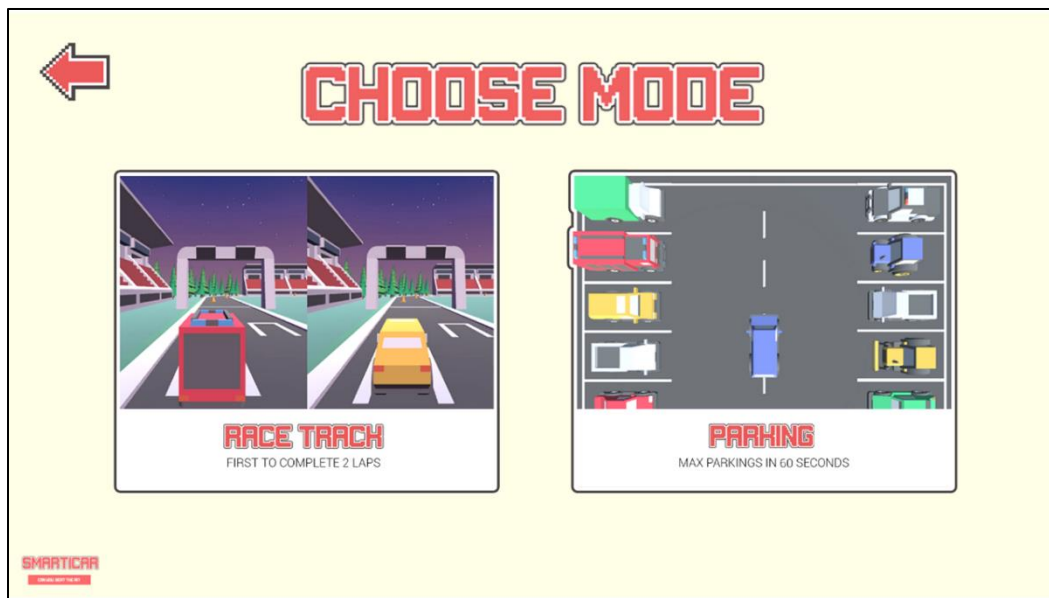 CHOOSE MODE
RACE TRACK
FIRST TO COMPLETE 2 LAPS
PARKING
MAX PARKINGS IN 60 SECONDS
SMARTICAR